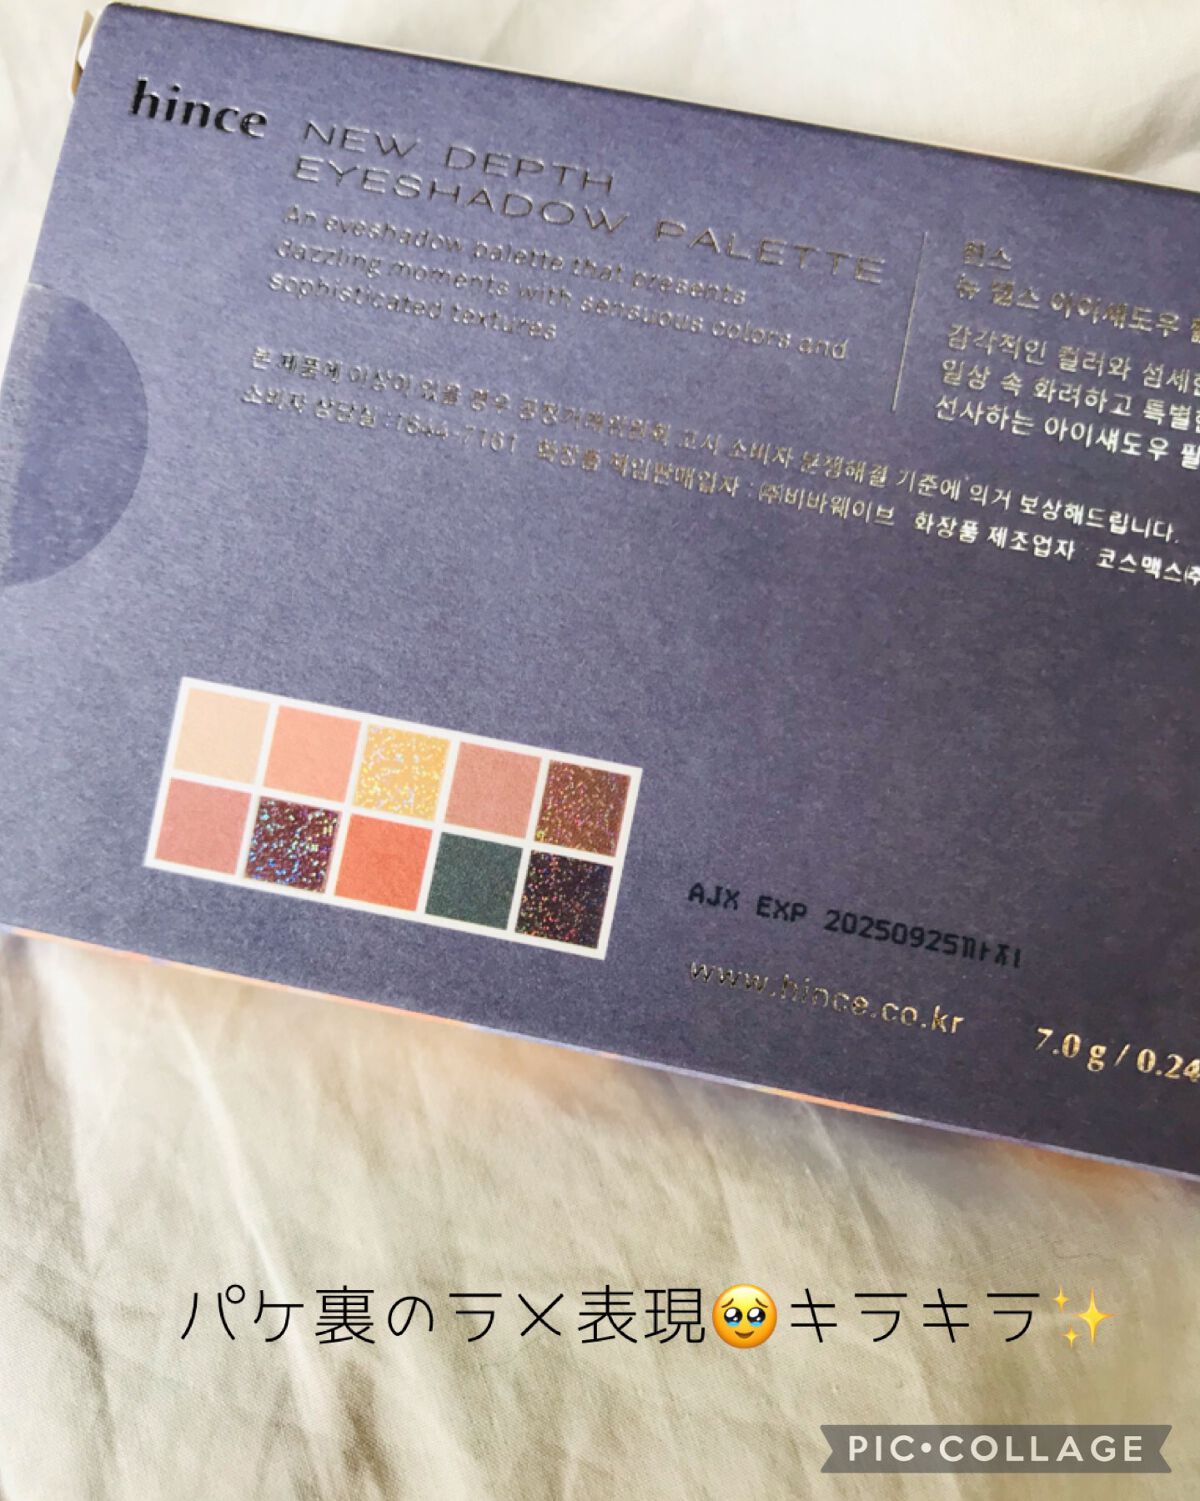 hince
NEW DEPTH
EYESHADOW PALETTE
An eyeshadow palette that presents
dazzling moments with sensuous colors and
sophisticated textures
힌스
뉴 뎁스 아이섀도우
감각적인 컬러와 섬세한
일상 속 화려하고 특별한
선사하는 아이섀도우 필
본 제품에 이상이 있을 경우 공정거래위원회 고시 소비자 분쟁해결 기준에 의거 보상해드립니다.
소비자 상담실 : 1644-7161 화장품 책임판매업자 : ㈜비바웨이브 화장품 제조업자 코스맥스㈜
AJX EXP 20250925까지
www.hince.co.kr
7.0 g / 0.24
パケ裏のラメ表現🥹キラキラ✨
PIC•COLLAGE